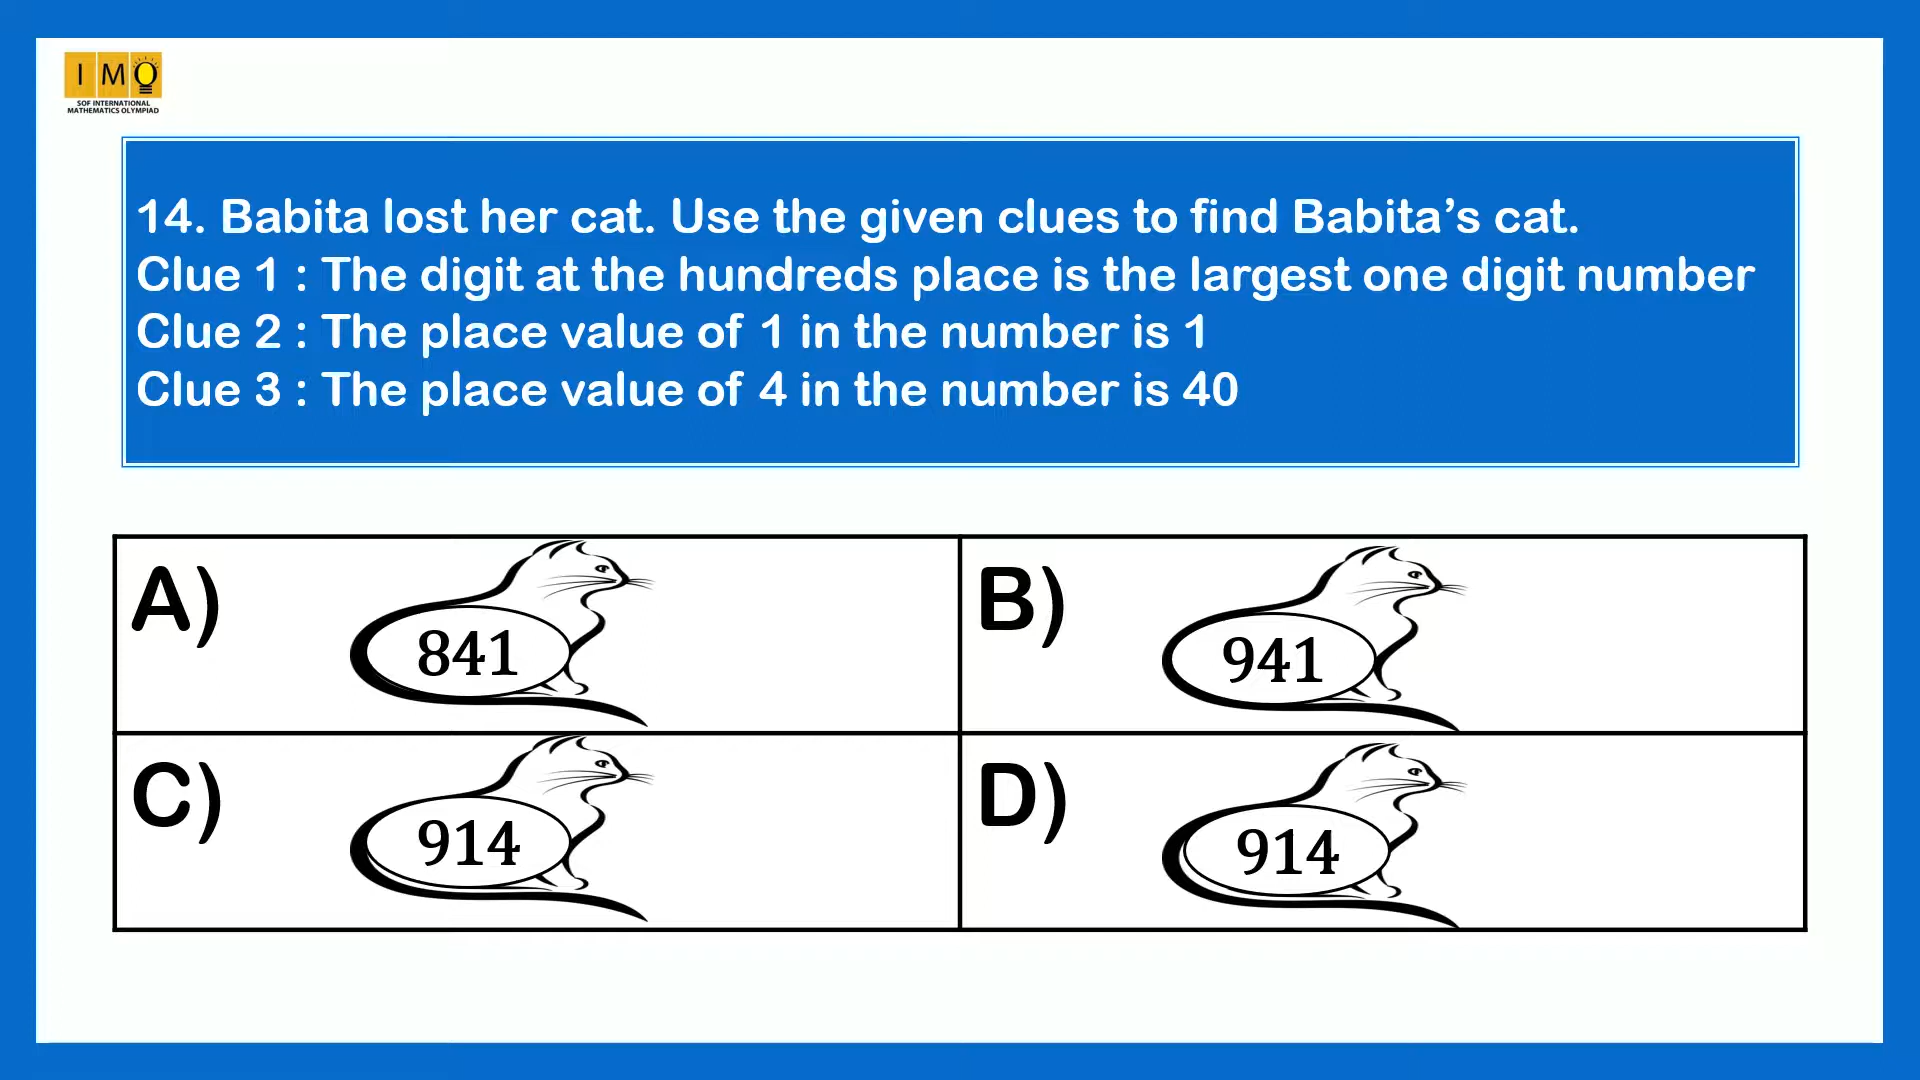 I M O
SOF INTERNATIONAL
MATHEMATICS OLYMPIAD
14. Babita lost her cat. Use the given clues to find Babita’s cat.
Clue 1 : The digit at the hundreds place is the largest one digit number
Clue 2 : The place value of 1 in the number is 1
Clue 3 : The place value of 4 in the number is 40
A) 841
B) 941
C) 914
D) 914